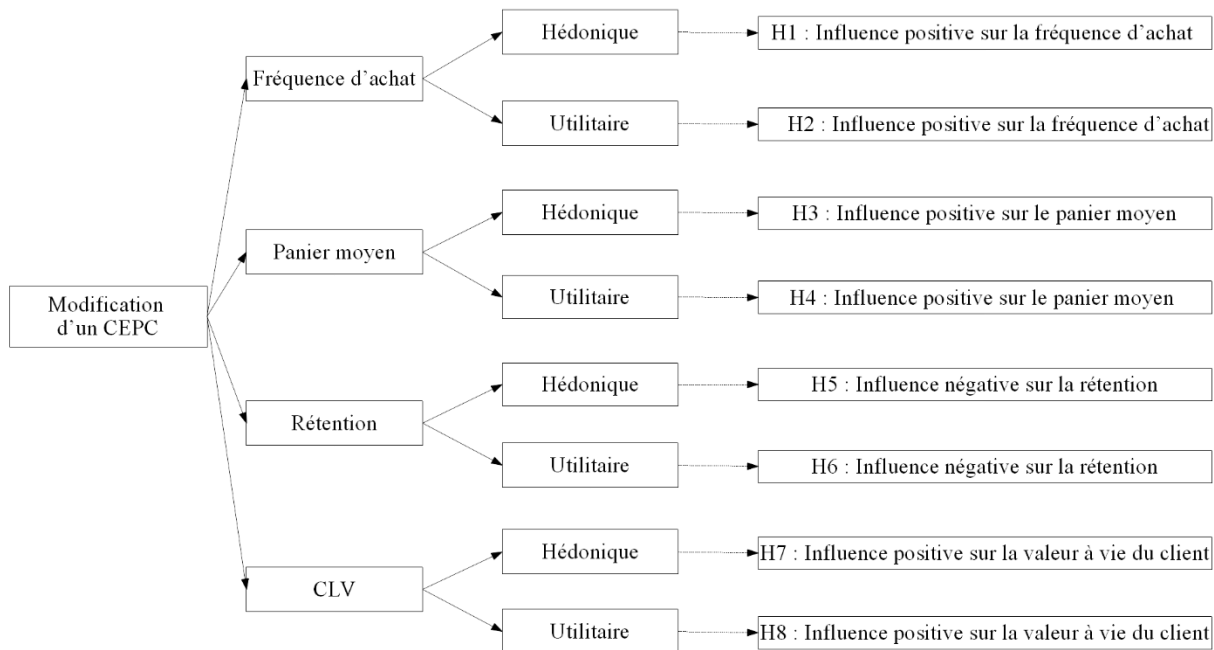 Hédonique
H1 : Influence positive sur la fréquence d’achat
Fréquence d’achat
Utilitaire
H2 : Influence positive sur la fréquence d’achat
Hédonique
H3 : Influence positive sur le panier moyen
Panier moyen
Utilitaire
H4 : Influence positive sur le panier moyen
Modification
d’un CEPC
Hédonique
H5 : Influence négative sur la rétention
Rétention
Utilitaire
H6 : Influence négative sur la rétention
Hédonique
H7 : Influence positive sur la valeur à vie du client
CLV
Utilitaire
H8 : Influence positive sur la valeur à vie du client